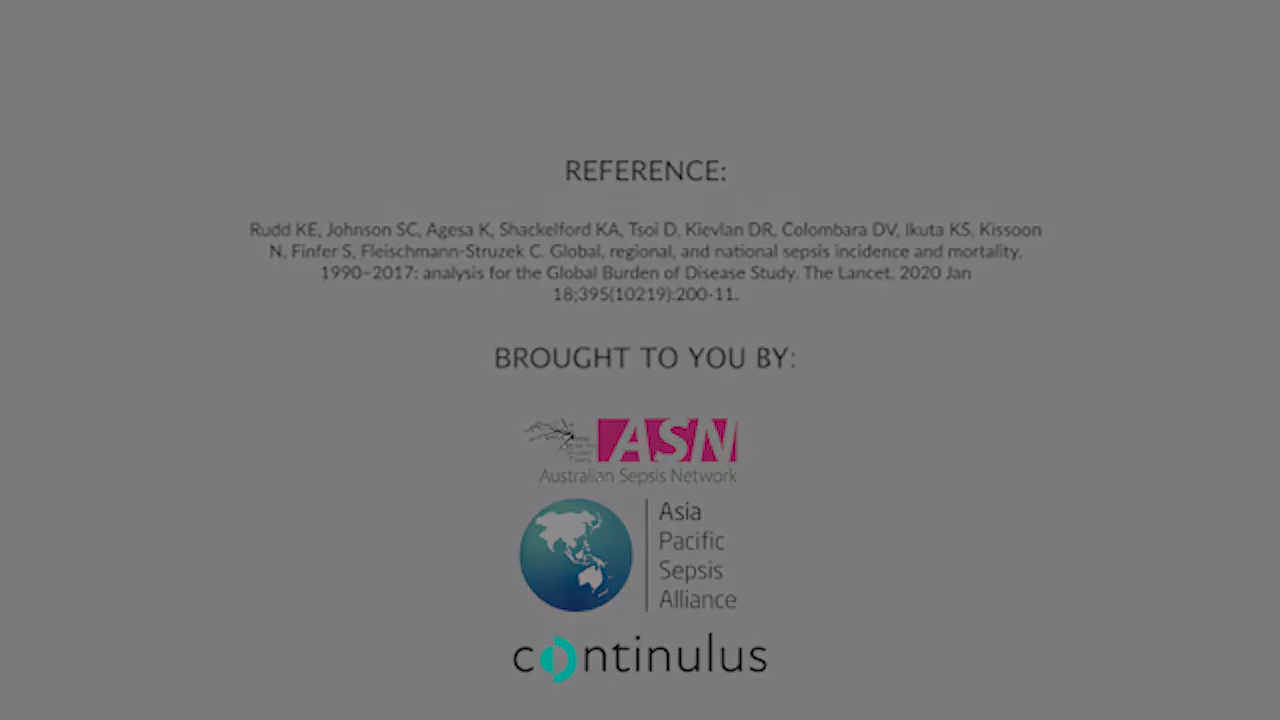 REFERENCE:
Rudd KE, Johnson SC, Agesa K, Shackelford KA, Tsoi D, Kievlan DR, Colombara DV, Ikuta KS, Kissoon
N, Finfer S, Fleischmann-Struzek C. Global, regional, and national sepsis incidence and mortality,
1990–2017: analysis for the Global Burden of Disease Study. The Lancet. 2020 Jan
18;395(10219):200-11.
BROUGHT TO YOU BY:
ASN
Australian Sepsis Network
Asia
Pacific
Sepsis
Alliance
continulus